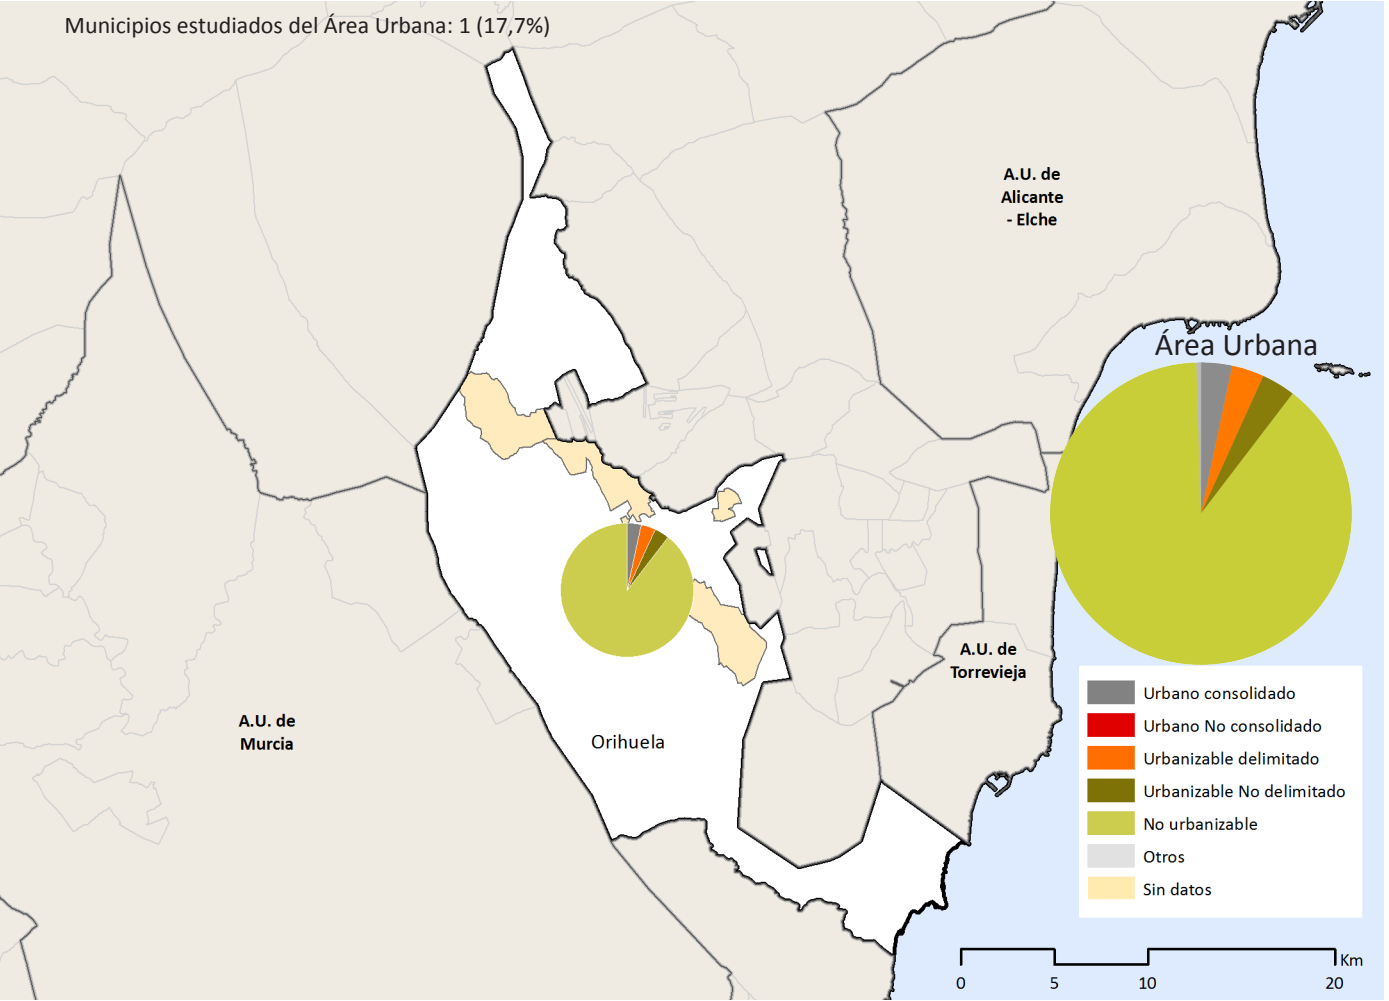 Municipios estudiados del Área Urbana: 1 (17,7%)
A.U. de
Alicante
- Elche
Área Urbana
A.U. de
Torrevieja
A.U. de
Murcia
Orihuela
Urbano consolidado
Urbano No consolidado
Urbanizable delimitado
Urbanizable No delimitado
No urbanizable
Otros
Sin datos
Km
0 5 10 20